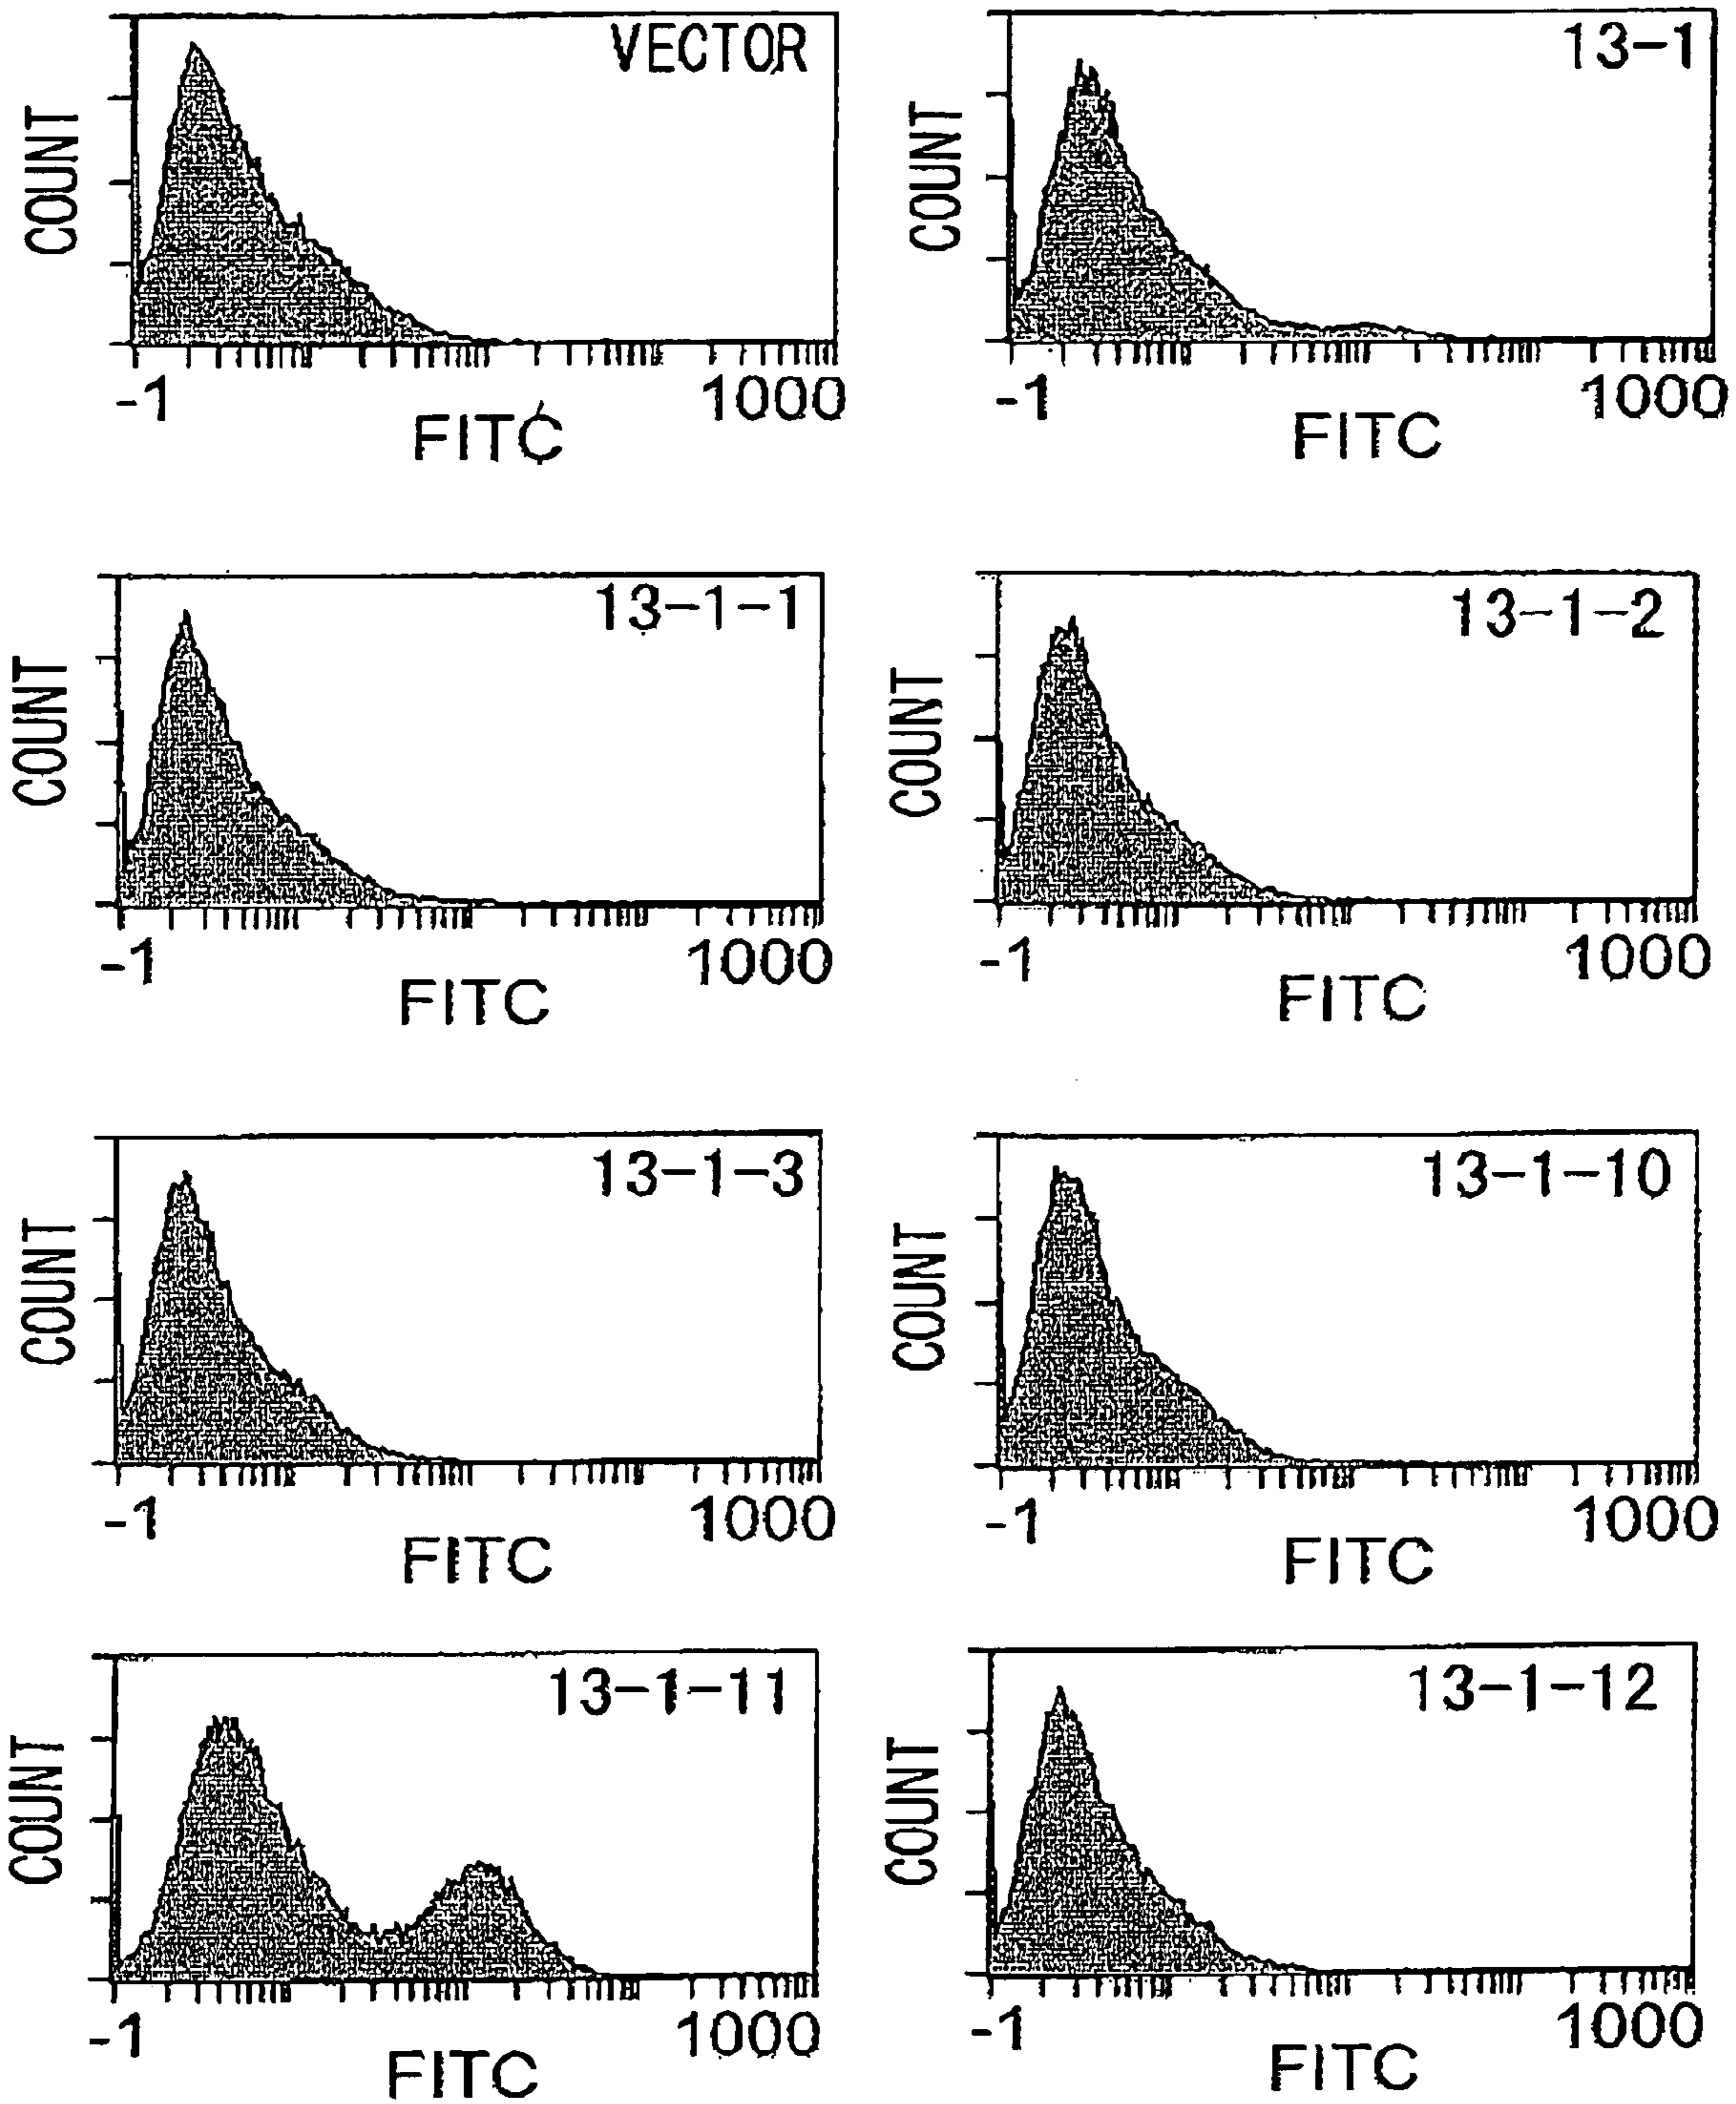 VECTOR
COUNT
-1
1000
FITC
13-1
COUNT
-1
1000
FITC
13-1-1
COUNT
-1
1000
FITC
13-1-2
COUNT
-1
1000
FITC
13-1-3
COUNT
-1
1000
FITC
13-1-10
COUNT
-1
1000
FITC
13-1-11
COUNT
-1
1000
FITC
13-1-12
COUNT
-1
1000
FITC